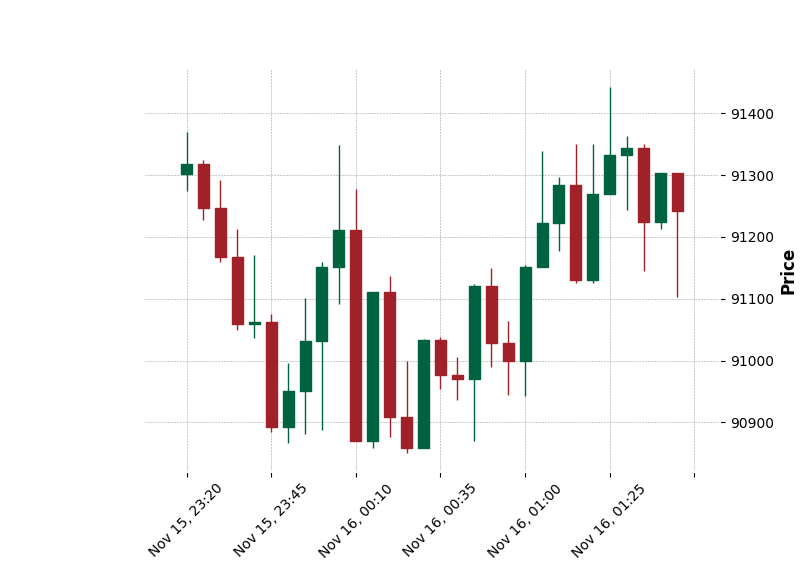 91400
91300
91200
91100
91000
90900
Price
Nov 15, 23:20
Nov 15, 23:45
Nov 16, 00:10
Nov 16, 00:35
Nov 16, 01:00
Nov 16, 01:25